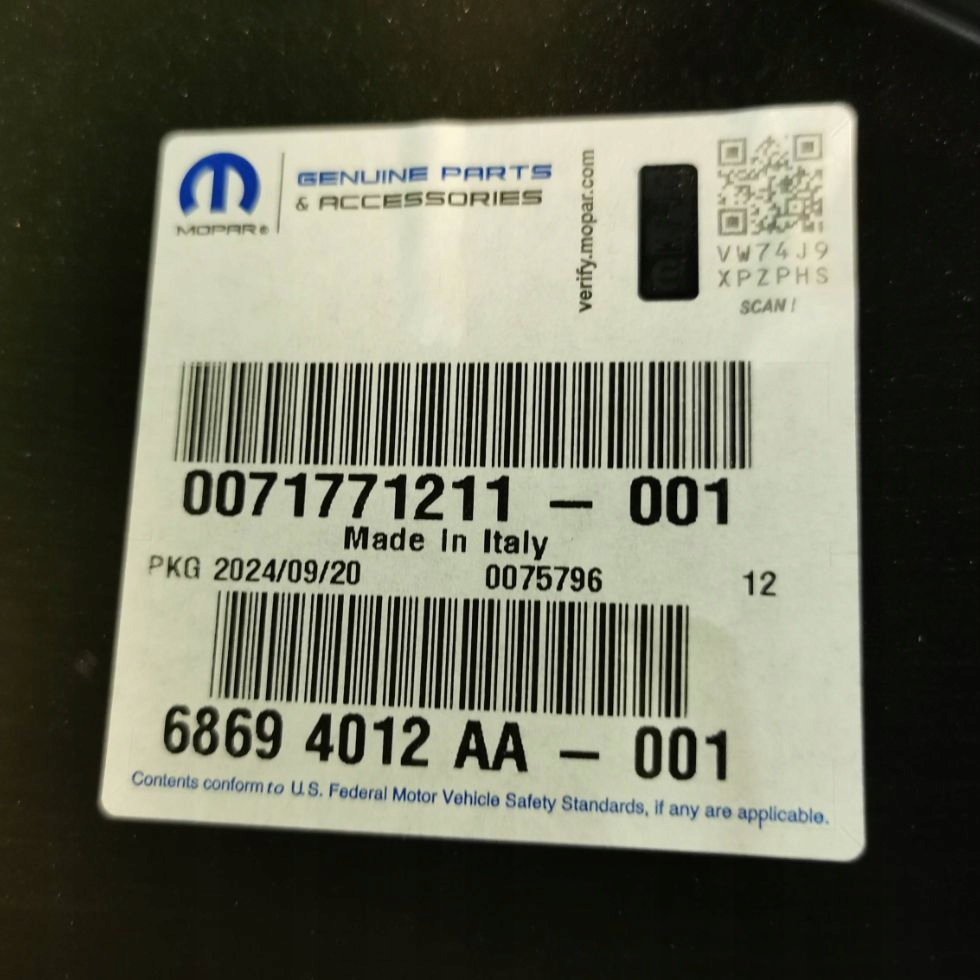 MOPAR®
GENUINE PARTS
& ACCESSORIES
verify.mopar.com
VW74J9
XPZPHS
SCAN!
0071771211 – 001
Made in Italy
PKG 2024/09/20 0075796 12
6869 4012 AA – 001
Contents conform to U.S. Federal Motor Vehicle Safety Standards, if any are applicable.